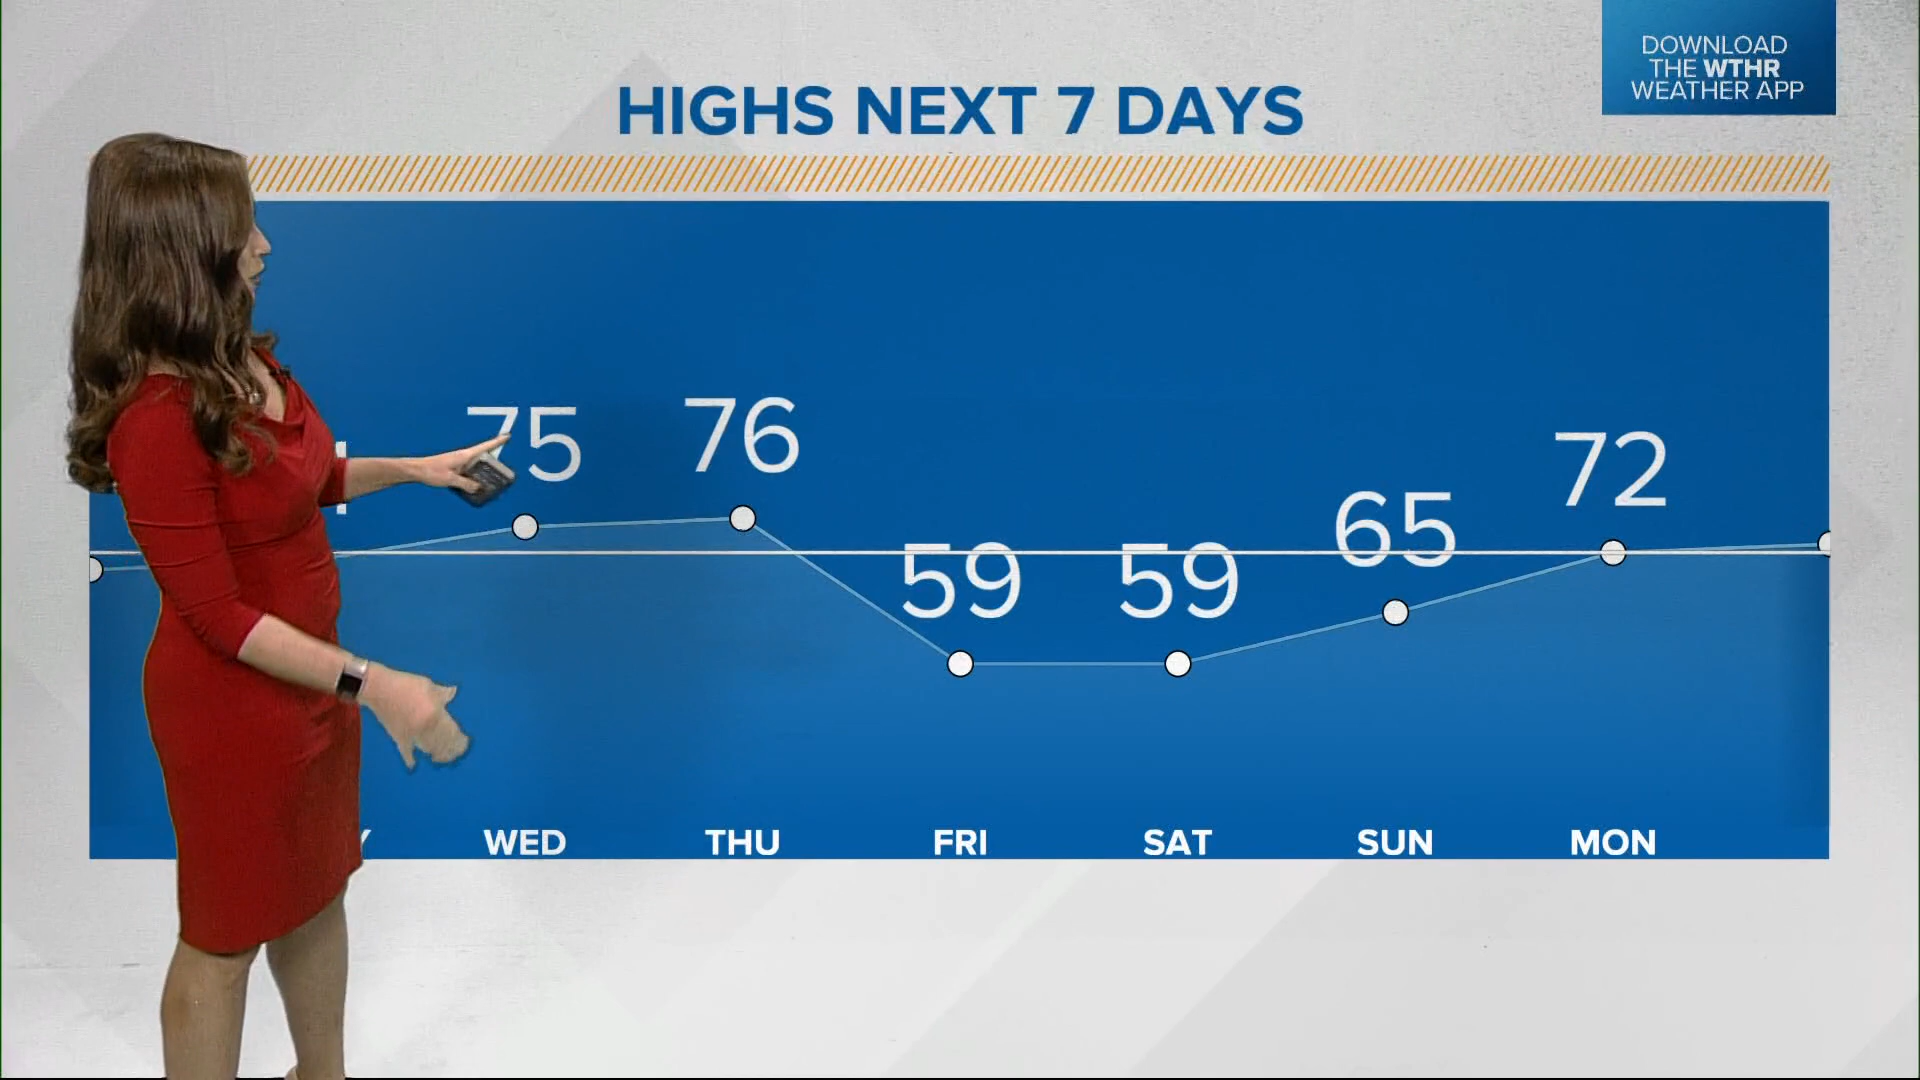 DOWNLOAD
THE WTHR
WEATHER APP
HIGHS NEXT 7 DAYS
75 76 59 59 65 72
WED THU FRI SAT SUN MON